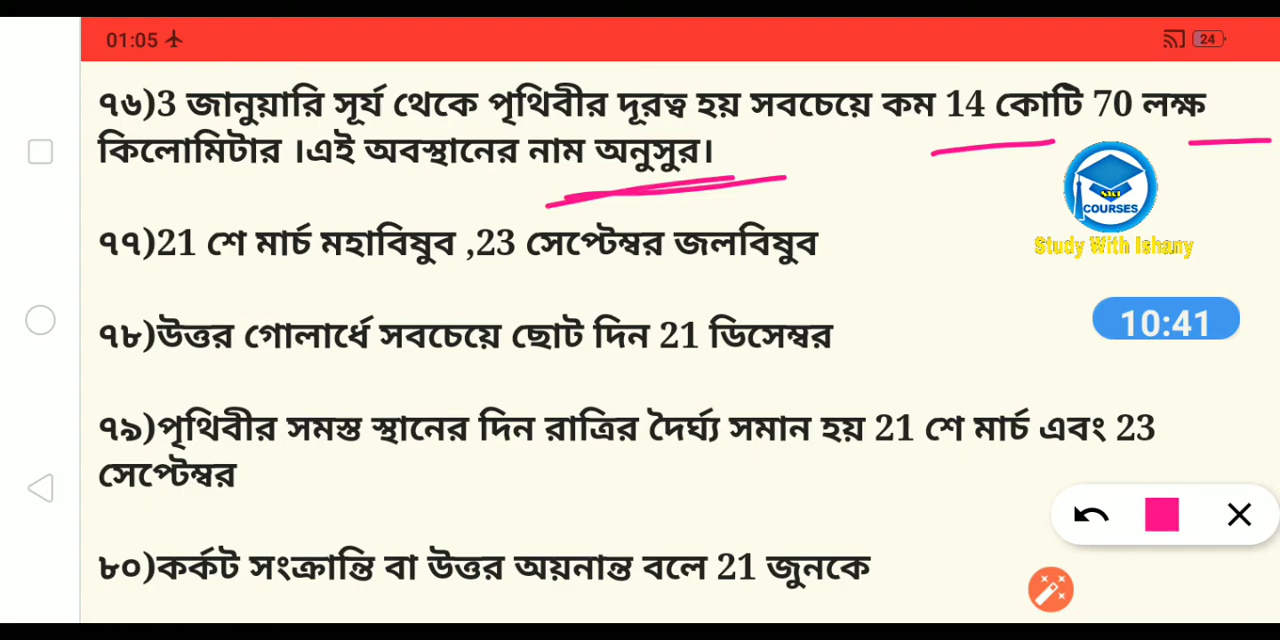 01:05
24
৭৬)3 জানুয়ারি সূর্য থেকে পৃথিবীর দূরত্ব হয় সবচেয়ে কম 14 কোটি 70 লক্ষ
কিলোমিটার ।এই অবস্থানের নাম অনুসুর।
COURSES
Study With Ishany
৭৭)21 শে মার্চ মহাবিষুব ,23 সেপ্টেম্বর জলবিষুব
10:41
৭৮)উত্তর গোলার্ধে সবচেয়ে ছোট দিন 21 ডিসেম্বর
৭৯)পৃথিবীর সমস্ত স্থানের দিন রাত্রির দৈর্ঘ্য সমান হয় 21 শে মার্চ এবং 23
সেপ্টেম্বর
৮০)কর্কট সংক্রান্তি বা উত্তর অয়নান্ত বলে 21 জুনকে